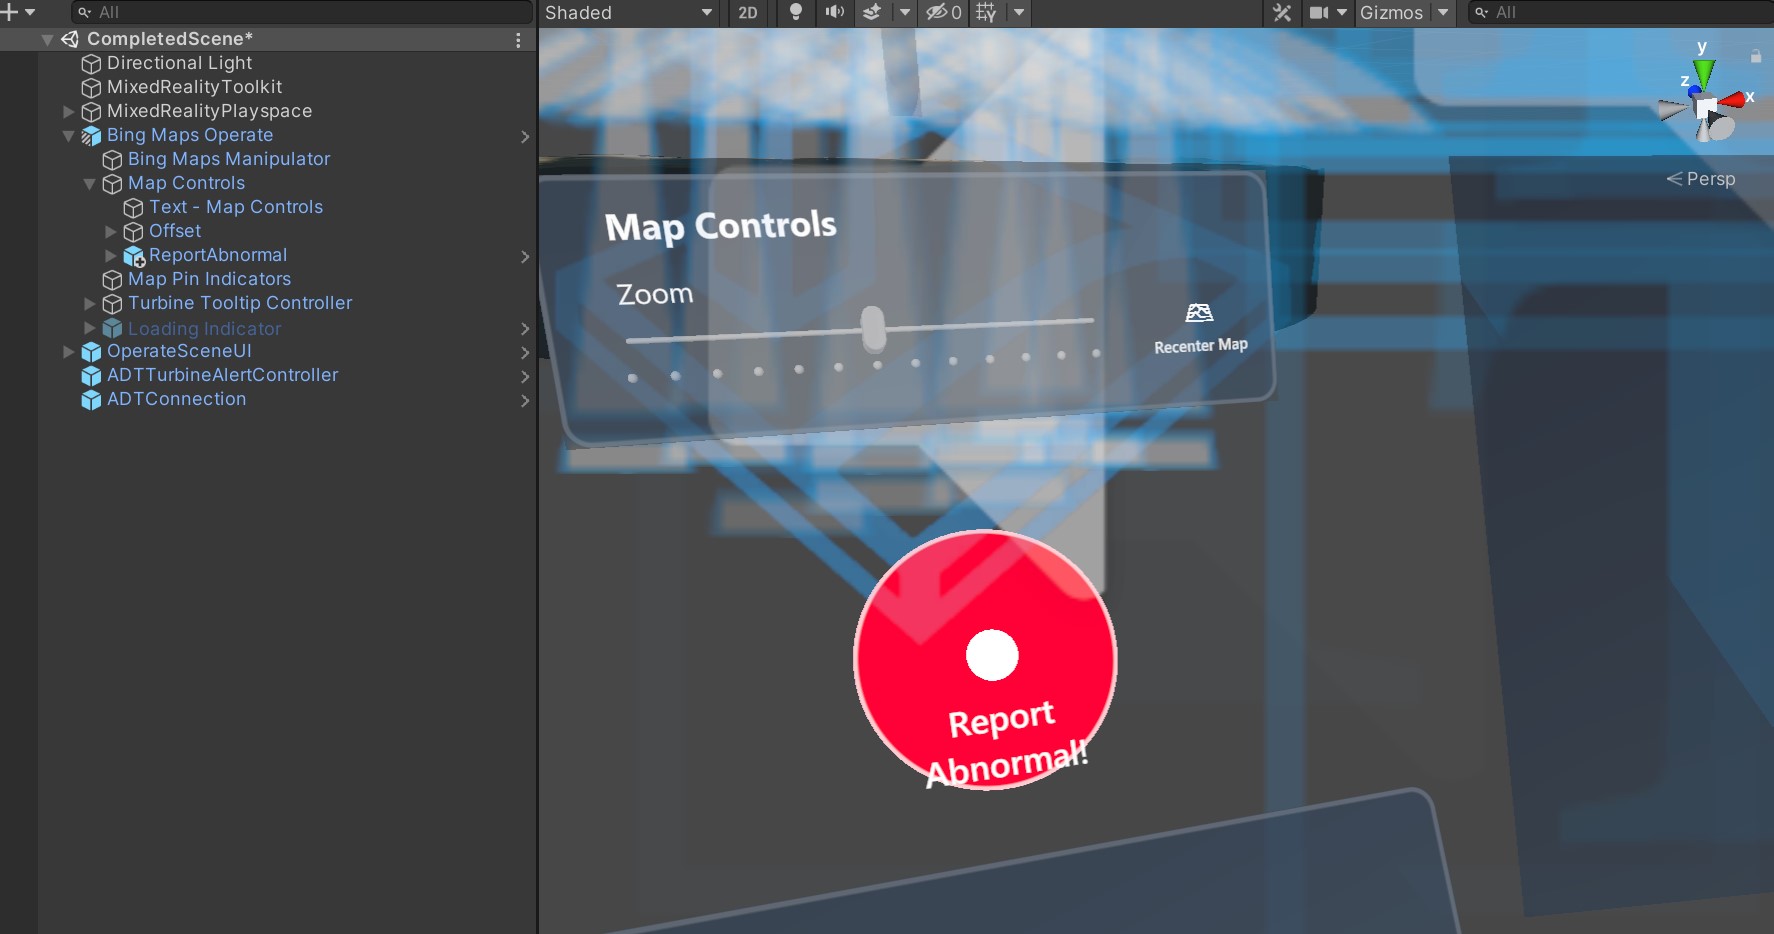 All
CompletedScene*
Directional Light
MixedRealityToolkit
MixedRealityPlayspace
Bing Maps Operate
Bing Maps Manipulator
Map Controls
Text - Map Controls
Offset
ReportAbnormal
Map Pin Indicators
Turbine Tooltip Controller
Loading Indicator
OperateSceneUI
ADTTurbineAlertController
ADTConnection
Shaded
2D
0
Gizmos
All
y
z
x
Persp
Map Controls
Zoom
Recenter Map
Report
Abnormal!